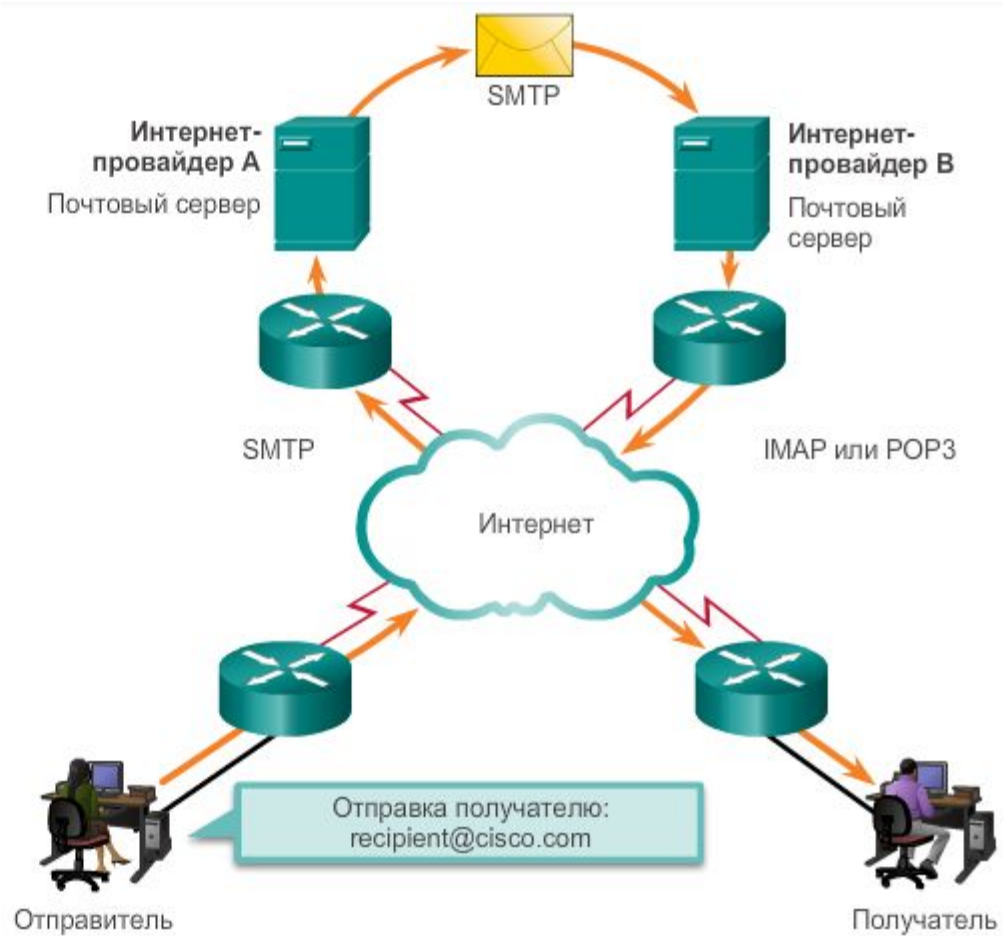 SMTP
Интернет-
провайдер A
Почтовый сервер
Интернет-
провайдер B
Почтовый
сервер
SMTP
IMAP или POP3
Интернет
Отправка получателю:
recipient@cisco.com
Отправитель
Получатель